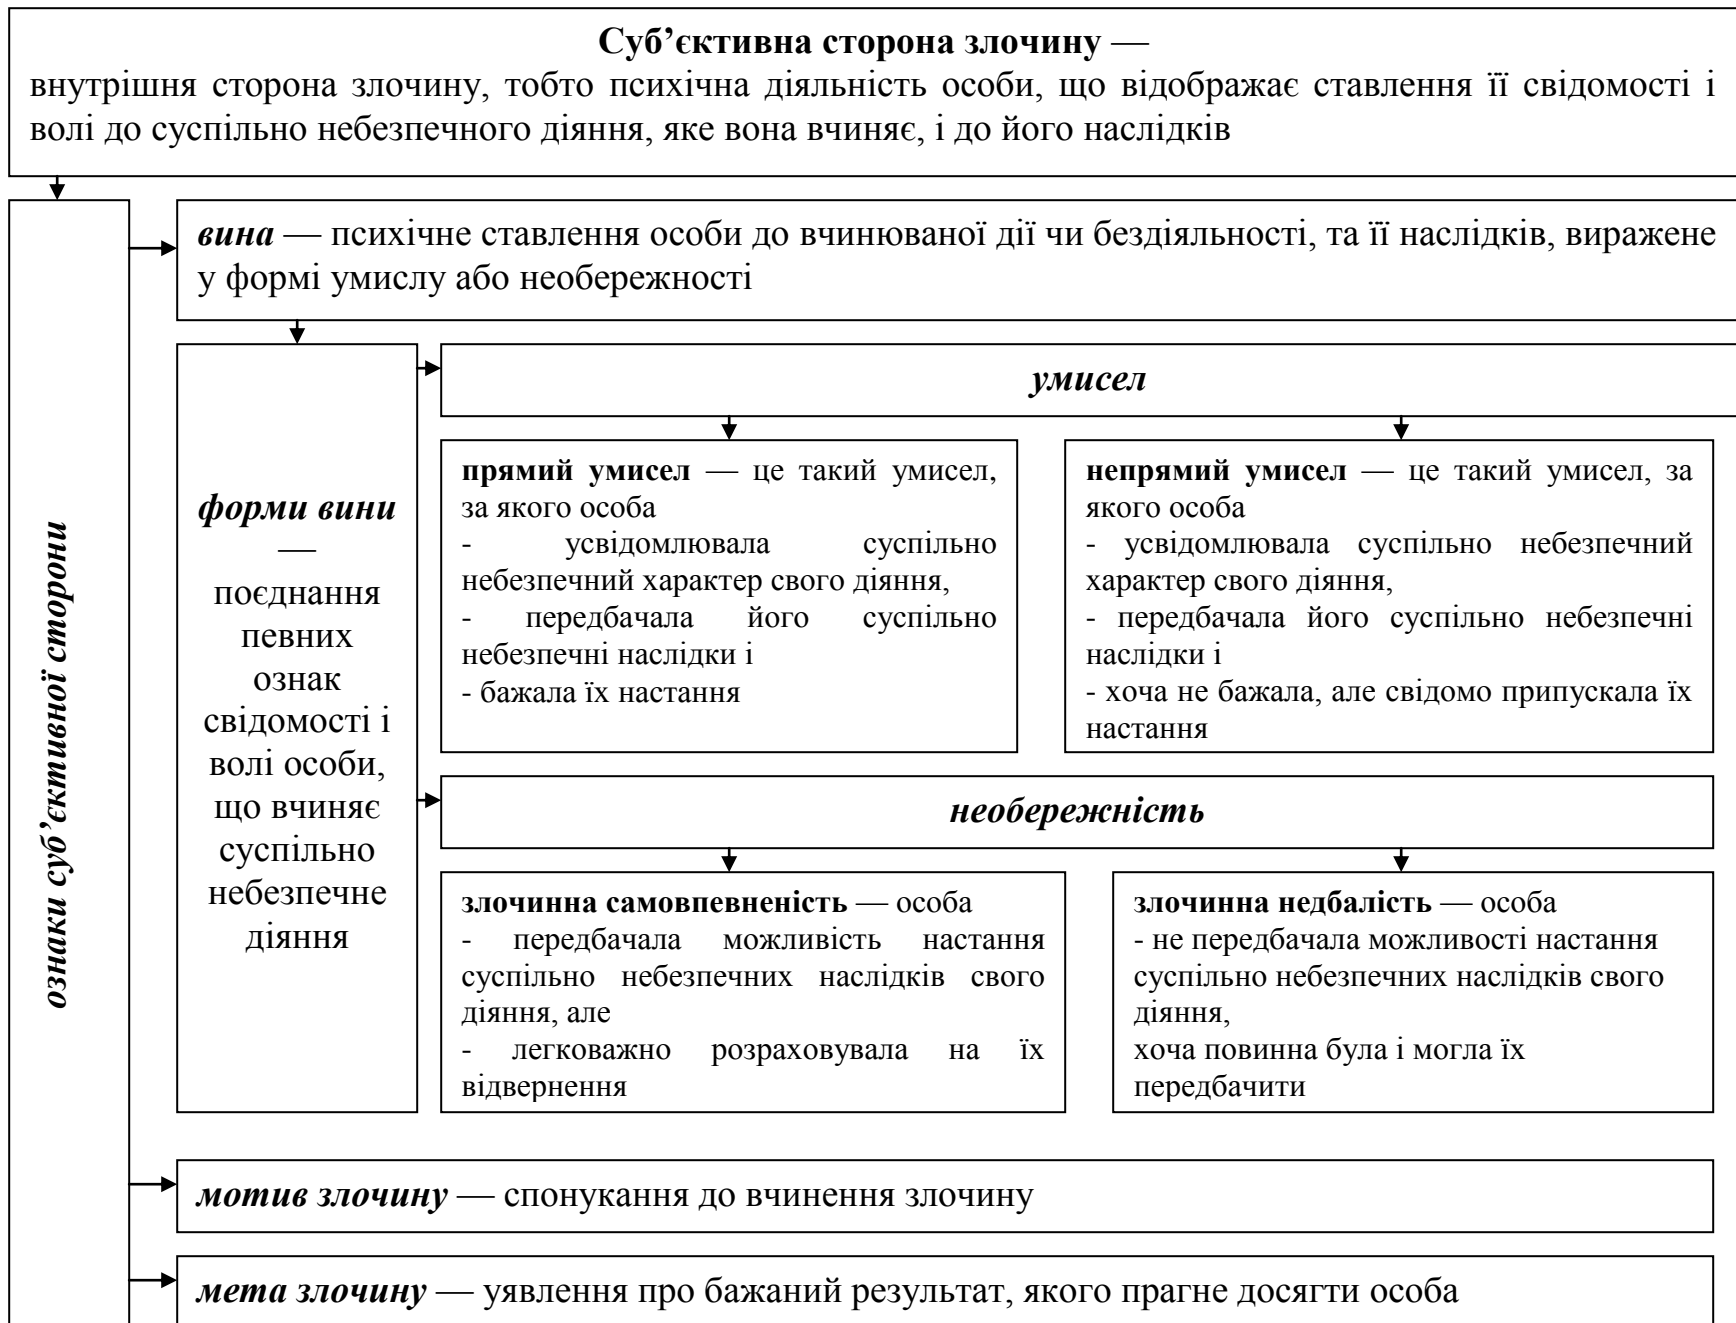 Суб’єктивна сторона злочину —
внутрішня сторона злочину, тобто психічна діяльність особи, що відображає ставлення її свідомості і
волі до суспільно небезпечного діяння, яке вона вчиняє, і до його наслідків
ознаки суб’єктивної сторони
вина — психічне ставлення особи до вчинюваної дії чи бездіяльності, та її наслідків, виражене
у формі умислу або необережності
форми вини
—
поєднання
певних
ознак
свідомості і
волі особи,
що вчиняє
суспільно
небезпечне
діяння
умисел
прямий умисел — це такий умисел,
за якого особа
- усвідомлювала суспільно
небезпечний характер свого діяння,
- передбачала його суспільно
небезпечні наслідки і
- бажала їх настання
непрямий умисел — це такий умисел, за
якого особа
- усвідомлювала суспільно небезпечний
характер свого діяння,
- передбачала його суспільно небезпечні
наслідки і
- хоча не бажала, але свідомо припускала їх
настання
необережність
злочинна самовпевненість — особа
- передбачала можливість настання
суспільно небезпечних наслідків свого
діяння, але
- легковажно розраховувала на їх
відвернення
злочинна недбалість — особа
- не передбачала можливості настання
суспільно небезпечних наслідків свого
діяння,
хоча повинна була і могла їх
передбачити
мотив злочину — спонукання до вчинення злочину
мета злочину — уявлення про бажаний результат, якого прагне досягти особа